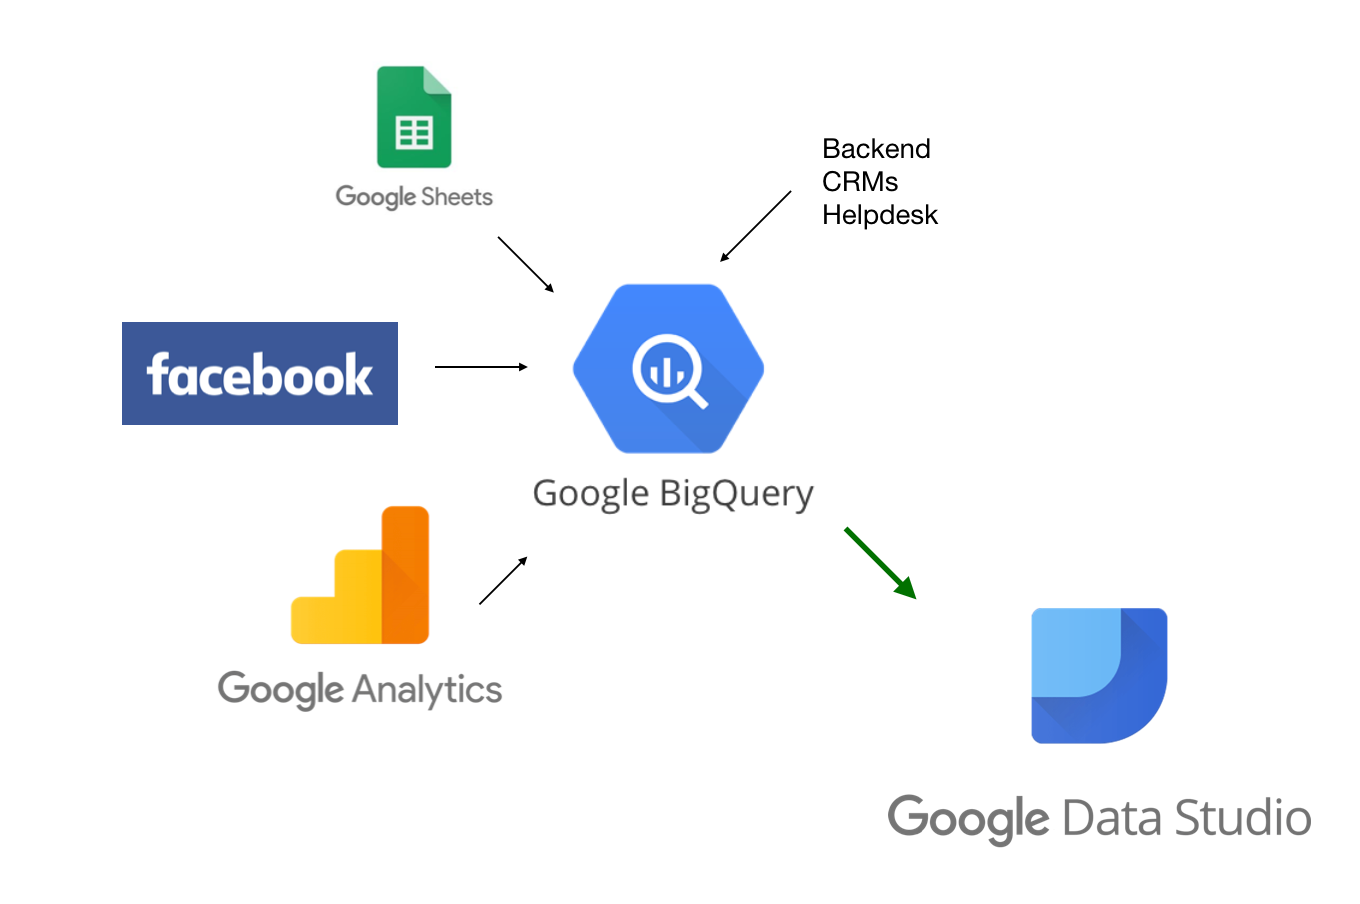 Google Sheets
Backend
CRMs
Helpdesk
facebook
Google BigQuery
Google Analytics
Google Data Studio